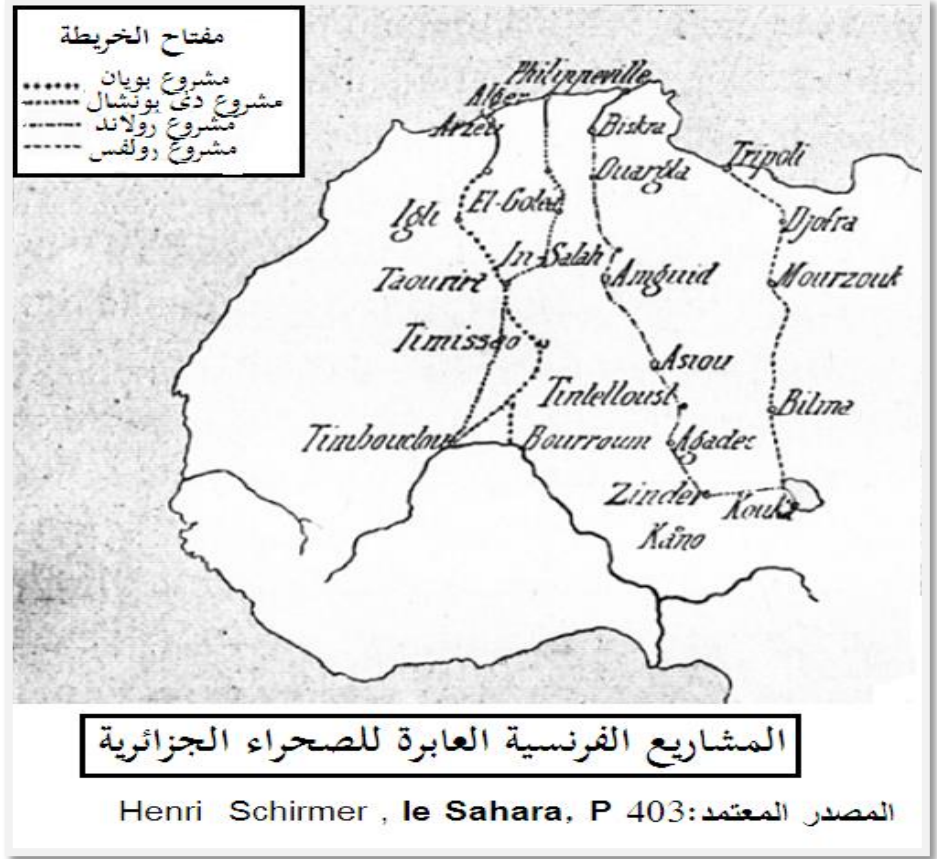 مفتاح الخريطة
مشروع بويان
مشروع دي بونشال
مشروع رولاند
مشروع رولفس
Philippeville
Alger
Arzew
Biskra
Tripoli
Ouargla
El-Golea
Igli
Djofra
In-Salah
Amguid
Mourzouk
Taourirt
Timissao
Asiou
Tintelloust
Bilma
Timbouctou
Bourroum
Agadec
Zinder
Kouka
Kano
المشاريع الفرنسية العابرة للصحراء الجزائرية
المصدر المعتمد: Henri Schirmer , le Sahara, P 403